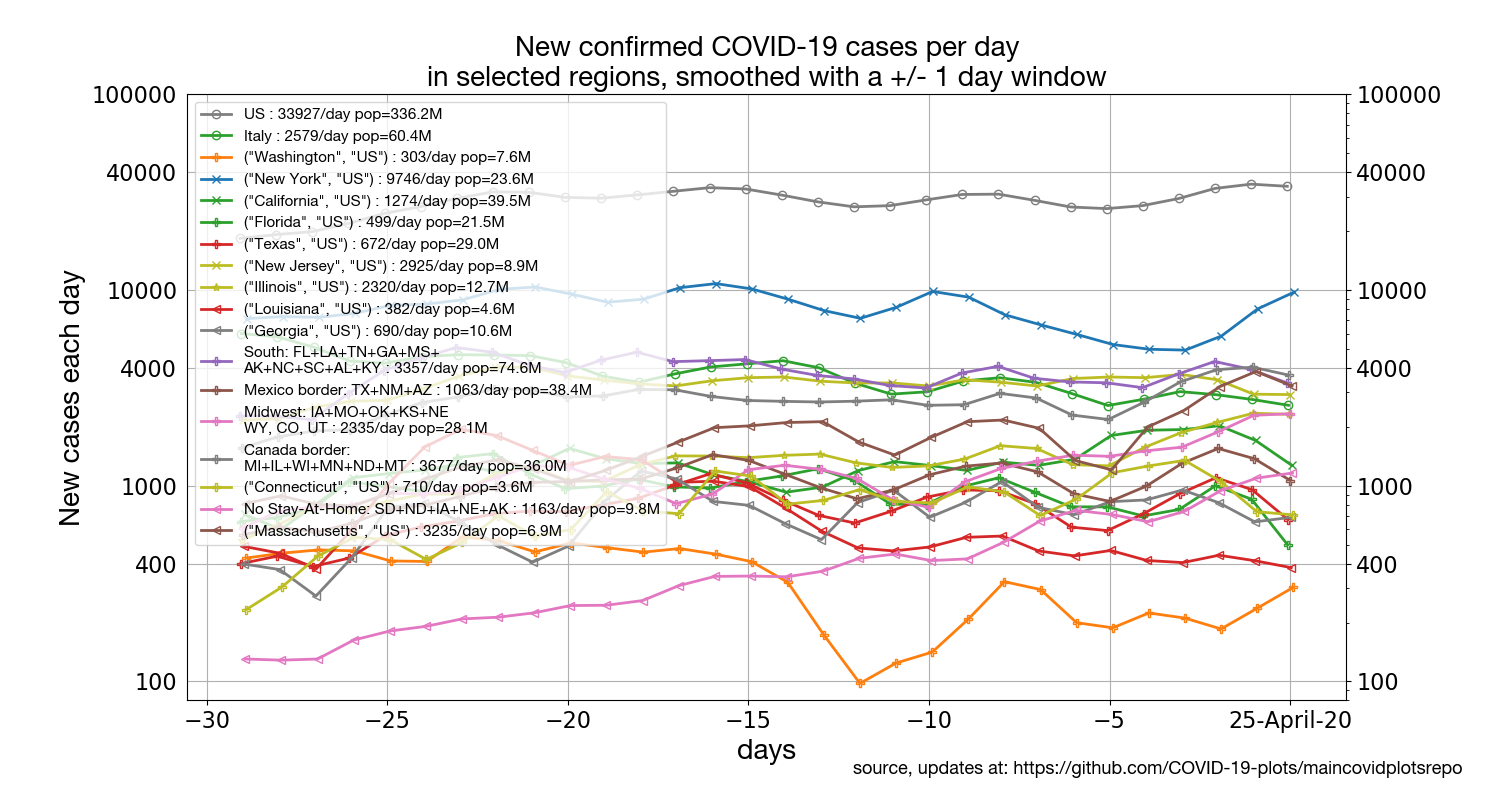 New confirmed COVID-19 cases per day
in selected regions, smoothed with a +/- 1 day window
100000
40000
10000
4000
1000
400
100
New cases each day
US : 33927/day pop=336.2M
Italy : 2579/day pop=60.4M
("Washington", "US") : 303/day pop=7.6M
("New York", "US") : 9746/day pop=23.6M
("California", "US") : 1274/day pop=39.5M
("Florida", "US") : 499/day pop=21.5M
("Texas", "US") : 672/day pop=29.0M
("New Jersey", "US") : 2925/day pop=8.9M
("Illinois", "US") : 2320/day pop=12.7M
("Louisiana", "US") : 382/day pop=4.6M
("Georgia", "US") : 690/day pop=10.6M
South: FL+LA+TN+GA+MS+
AK+NC+SC+AL+KY : 3357/day pop=74.6M
Mexico border: TX+NM+AZ : 1063/day pop=38.4M
Midwest: IA+MO+OK+KS+NE
WY, CO, UT : 2335/day pop=28.1M
Canada border:
MI+IL+WI+MN+ND+MT : 3677/day pop=36.0M
("Connecticut", "US") : 710/day pop=3.6M
No Stay-At-Home: SD+ND+IA+NE+AK : 1163/day pop=9.8M
("Massachusetts", "US") : 3235/day pop=6.9M
100000
40000
10000
4000
1000
400
100
−30
−25
−20
−15
−10
−5
25-April-20
days
source, updates at: https://github.com/COVID-19-plots/maincovidplotsrepo